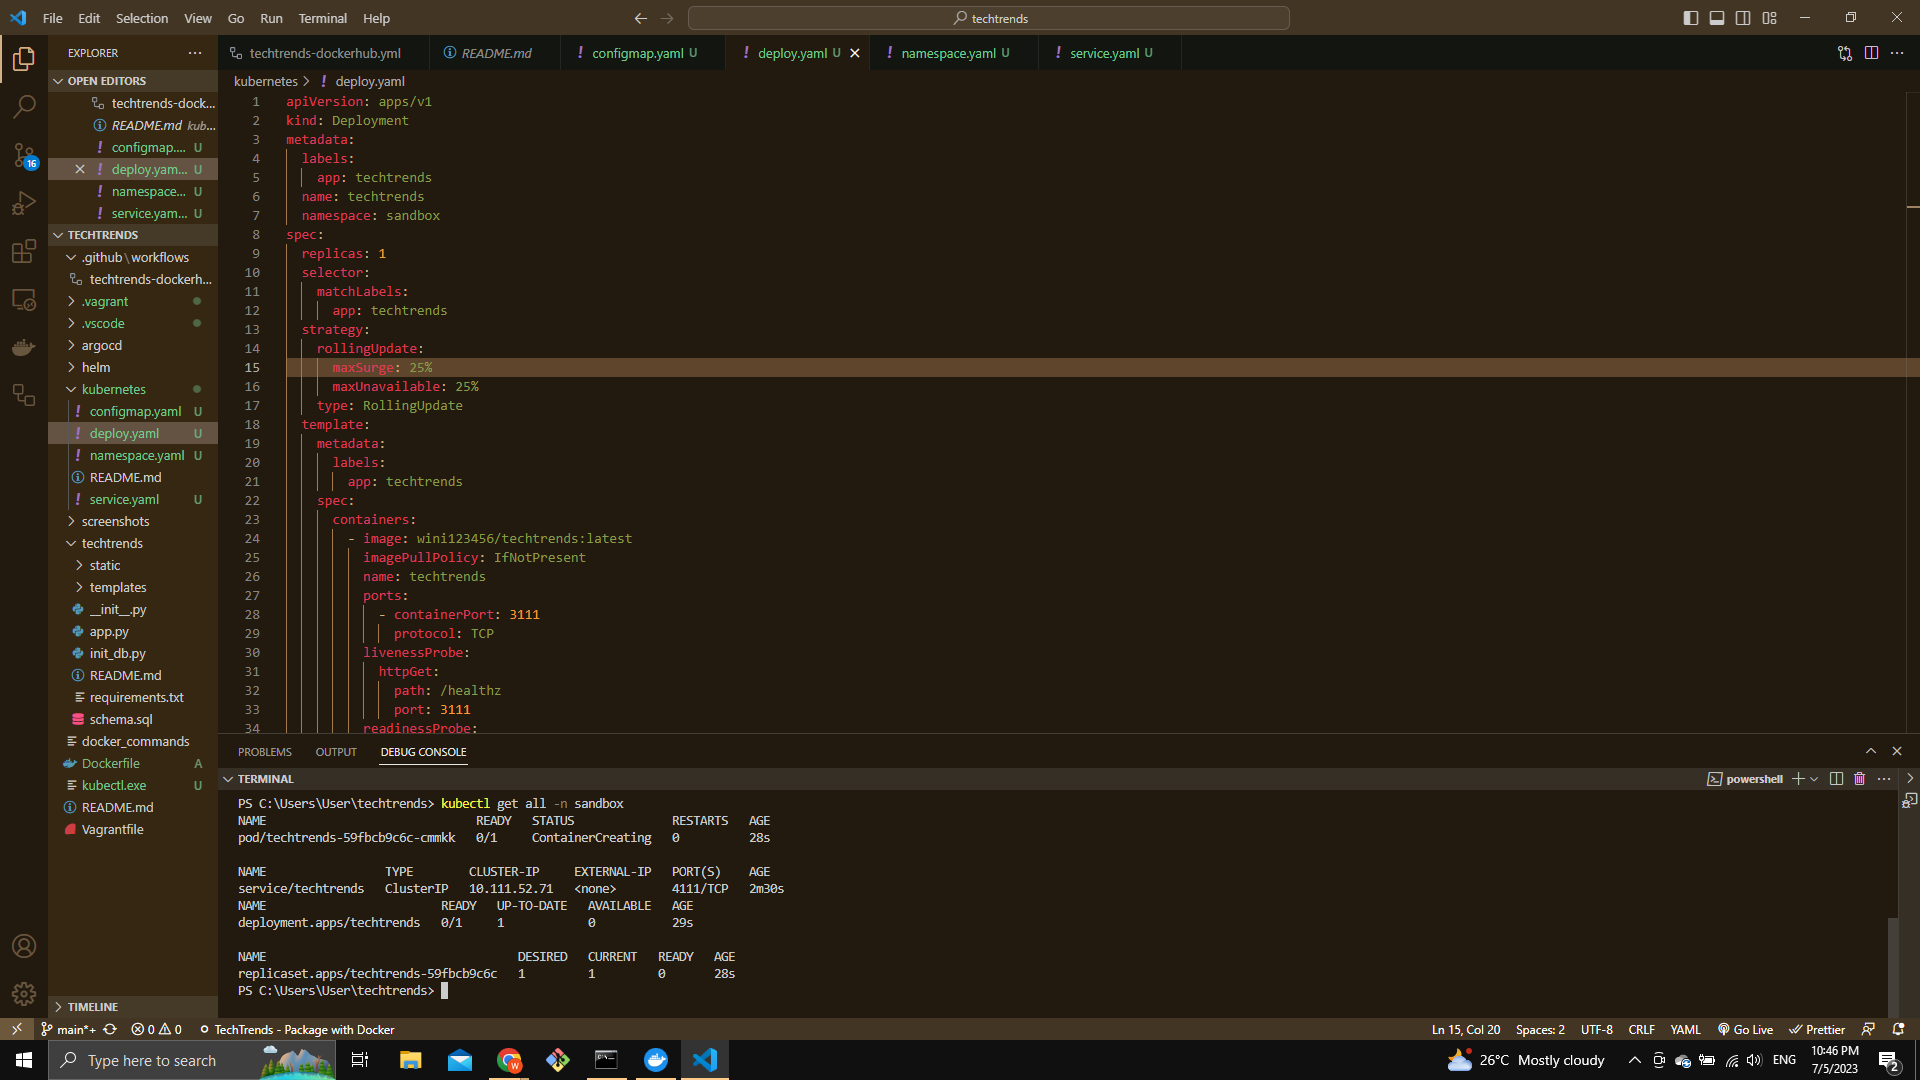 File Edit Selection View Go Run Terminal Help
techtrends
EXPLORER
OPEN EDITORS
techtrends-dock...
README.md kub...
configmap.... U
deploy.yam... U
namespace... U
service.yam... U
TECHTRENDS
.github\workflows
techtrends-dockerh...
.vagrant
.vscode
argocd
helm
kubernetes
configmap.yaml U
deploy.yaml U
namespace.yaml U
README.md
service.yaml U
screenshots
techtrends
static
templates
__init__.py
app.py
init_db.py
README.md
requirements.txt
schema.sql
docker_commands
Dockerfile A
kubectl.exe U
README.md
Vagrantfile
TIMELINE
16
techtrends-dockerhub.yml README.md configmap.yaml U deploy.yaml U namespace.yaml U service.yaml U
kubernetes > ! deploy.yaml
1 apiVersion: apps/v1
2 kind: Deployment
3 metadata:
4 labels:
5 app: techtrends
6 name: techtrends
7 namespace: sandbox
8 spec:
9 replicas: 1
10 selector:
11 matchLabels:
12 app: techtrends
13 strategy:
14 rollingUpdate:
15 maxSurge: 25%
16 maxUnavailable: 25%
17 type: RollingUpdate
18 template:
19 metadata:
20 labels:
21 app: techtrends
22 spec:
23 containers:
24 - image: wini123456/techtrends:latest
25 imagePullPolicy: IfNotPresent
26 name: techtrends
27 ports:
28 - containerPort: 3111
29 protocol: TCP
30 livenessProbe:
31 httpGet:
32 path: /healthz
33 port: 3111
34 readinessProbe:
PROBLEMS OUTPUT DEBUG CONSOLE
TERMINAL
powershell
PS C:\Users\User\techtrends> kubectl get all -n sandbox
NAME READY STATUS RESTARTS AGE
pod/techtrends-59fbcb9c6c-cmmkk 0/1 ContainerCreating 0 28s
NAME TYPE CLUSTER-IP EXTERNAL-IP PORT(S) AGE
service/techtrends ClusterIP 10.111.52.71 <none> 4111/TCP 2m30s
NAME READY UP-TO-DATE AVAILABLE AGE
deployment.apps/techtrends 0/1 1 0 29s
NAME DESIRED CURRENT READY AGE
replicaset.apps/techtrends-59fbcb9c6c 1 1 0 28s
PS C:\Users\User\techtrends>
main*+ 0 0 TechTrends - Package with Docker
Ln 15, Col 20 Spaces: 2 UTF-8 CRLF YAML Go Live Prettier
Type here to search
26°C Mostly cloudy
ENG
10:46 PM
7/5/2023
2